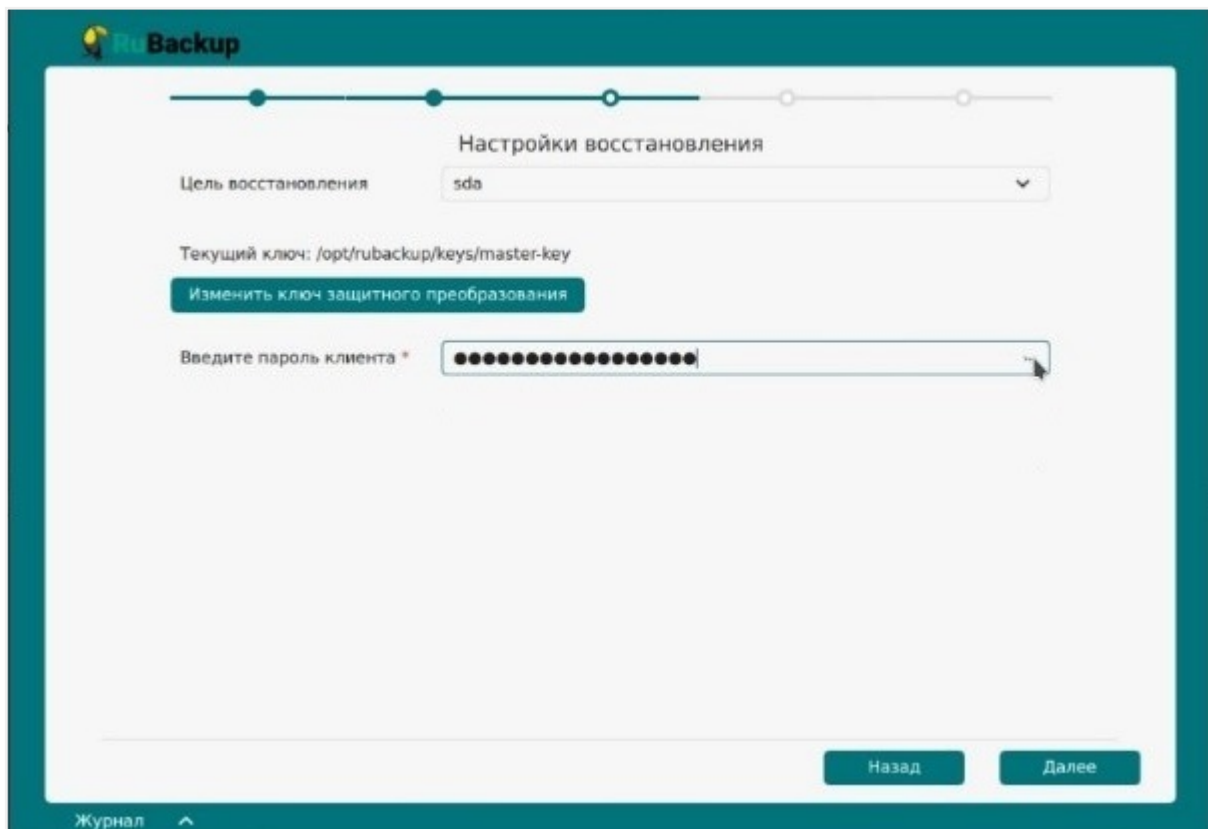 RuBackup
Настройки восстановления
Цель восстановления sda
Текущий ключ: /opt/rubackup/keys/master-key
Изменить ключ защитного преобразования
Введите пароль клиента * ●●●●●●●●●●●●●●●●●
Назад Далее
Журнал